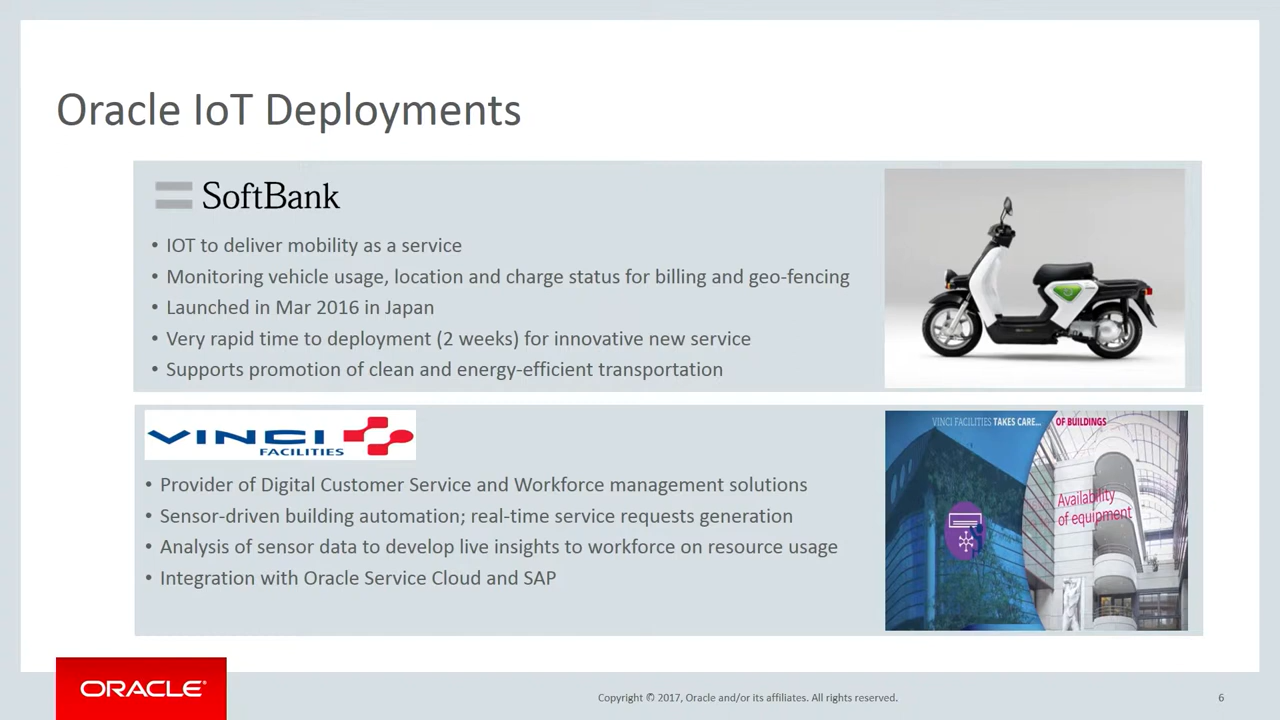 Oracle IoT Deployments
SoftBank
• IOT to deliver mobility as a service
• Monitoring vehicle usage, location and charge status for billing and geo-fencing
• Launched in Mar 2016 in Japan
• Very rapid time to deployment (2 weeks) for innovative new service
• Supports promotion of clean and energy-efficient transportation
VINCI
FACILITIES
• Provider of Digital Customer Service and Workforce management solutions
• Sensor-driven building automation; real-time service requests generation
• Analysis of sensor data to develop live insights to workforce on resource usage
• Integration with Oracle Service Cloud and SAP
VINCI FACILITIES TAKES CARE... OF BUILDINGS
Availability
of equipment
ORACLE®
Copyright © 2017, Oracle and/or its affiliates. All rights reserved.
6